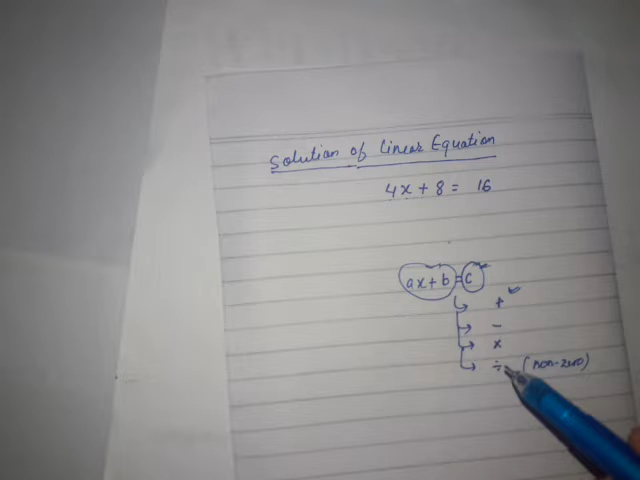 Solution of Linear Equation
4x + 8 = 16
ax + b = c
+
-
×
÷ (non-zero)